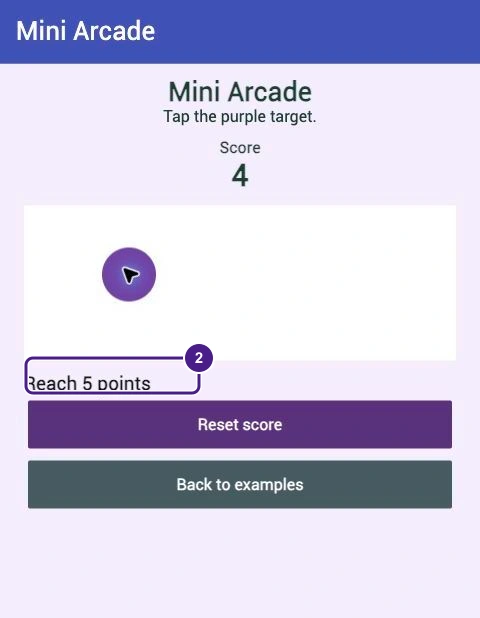 Mini Arcade
Mini Arcade
Tap the purple target.
Score
4
2
Reach 5 points
Reset score
Back to examples